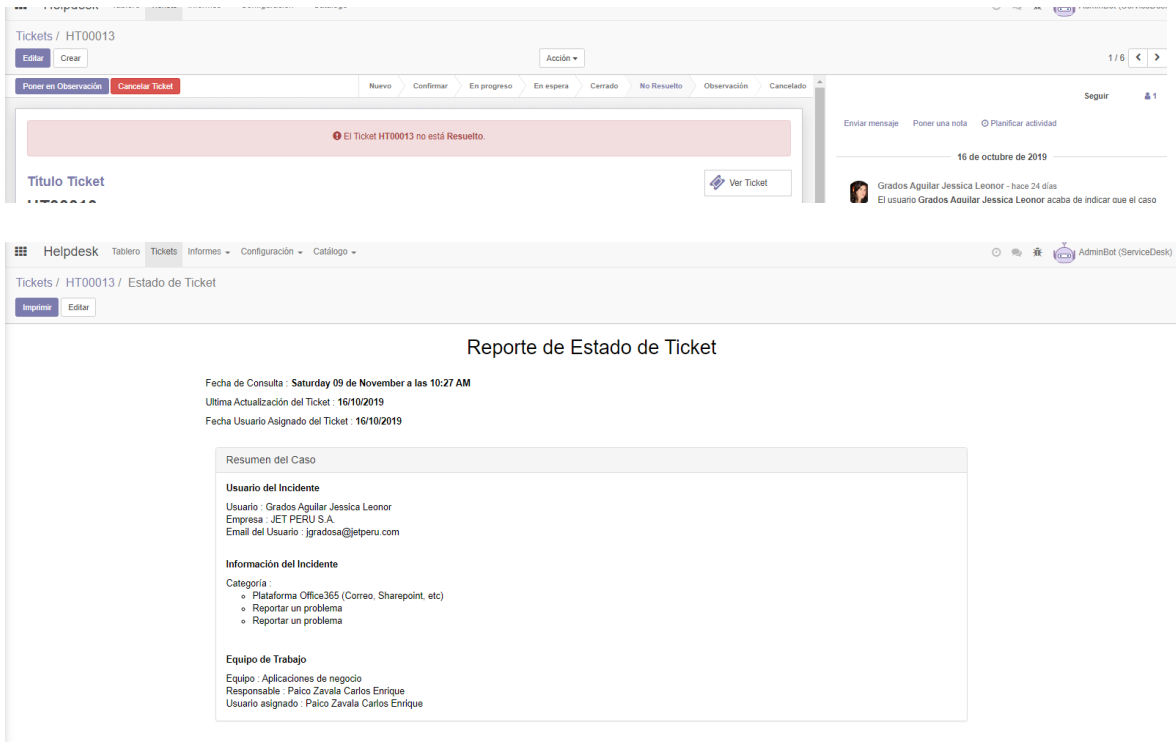 Tickets / HT00013
Editar Crear Acción 1 / 6
Poner en Observación Cancelar Ticket Nuevo Confirmar En progreso En espera Cerrado No Resuelto Observación Cancelado
Seguir 1
El Ticket HT00013 no está Resuelto.
Enviar mensaje Poner una nota Planificar actividad
16 de octubre de 2019
Titulo Ticket
Ver Ticket
Grados Aguilar Jessica Leonor - hace 24 días
El usuario Grados Aguilar Jessica Leonor acaba de indicar que el caso
Helpdesk Tablero Tickets Informes Configuración Catálogo AdminBot (ServiceDesk)
Tickets / HT00013 / Estado de Ticket
Imprimir Editar
Reporte de Estado de Ticket
Fecha de Consulta : Saturday 09 de November a las 10:27 AM
Ultima Actualización del Ticket : 16/10/2019
Fecha Usuario Asignado del Ticket : 16/10/2019
Resumen del Caso
Usuario del Incidente
Usuario : Grados Aguilar Jessica Leonor
Empresa : JET PERU S.A.
Email del Usuario : jgradosa@jetperu.com
Información del Incidente
Categoría :
Plataforma Office365 (Correo, Sharepoint, etc)
Reportar un problema
Reportar un problema
Equipo de Trabajo
Equipo : Aplicaciones de negocio
Responsable : Paico Zavala Carlos Enrique
Usuario asignado : Paico Zavala Carlos Enrique